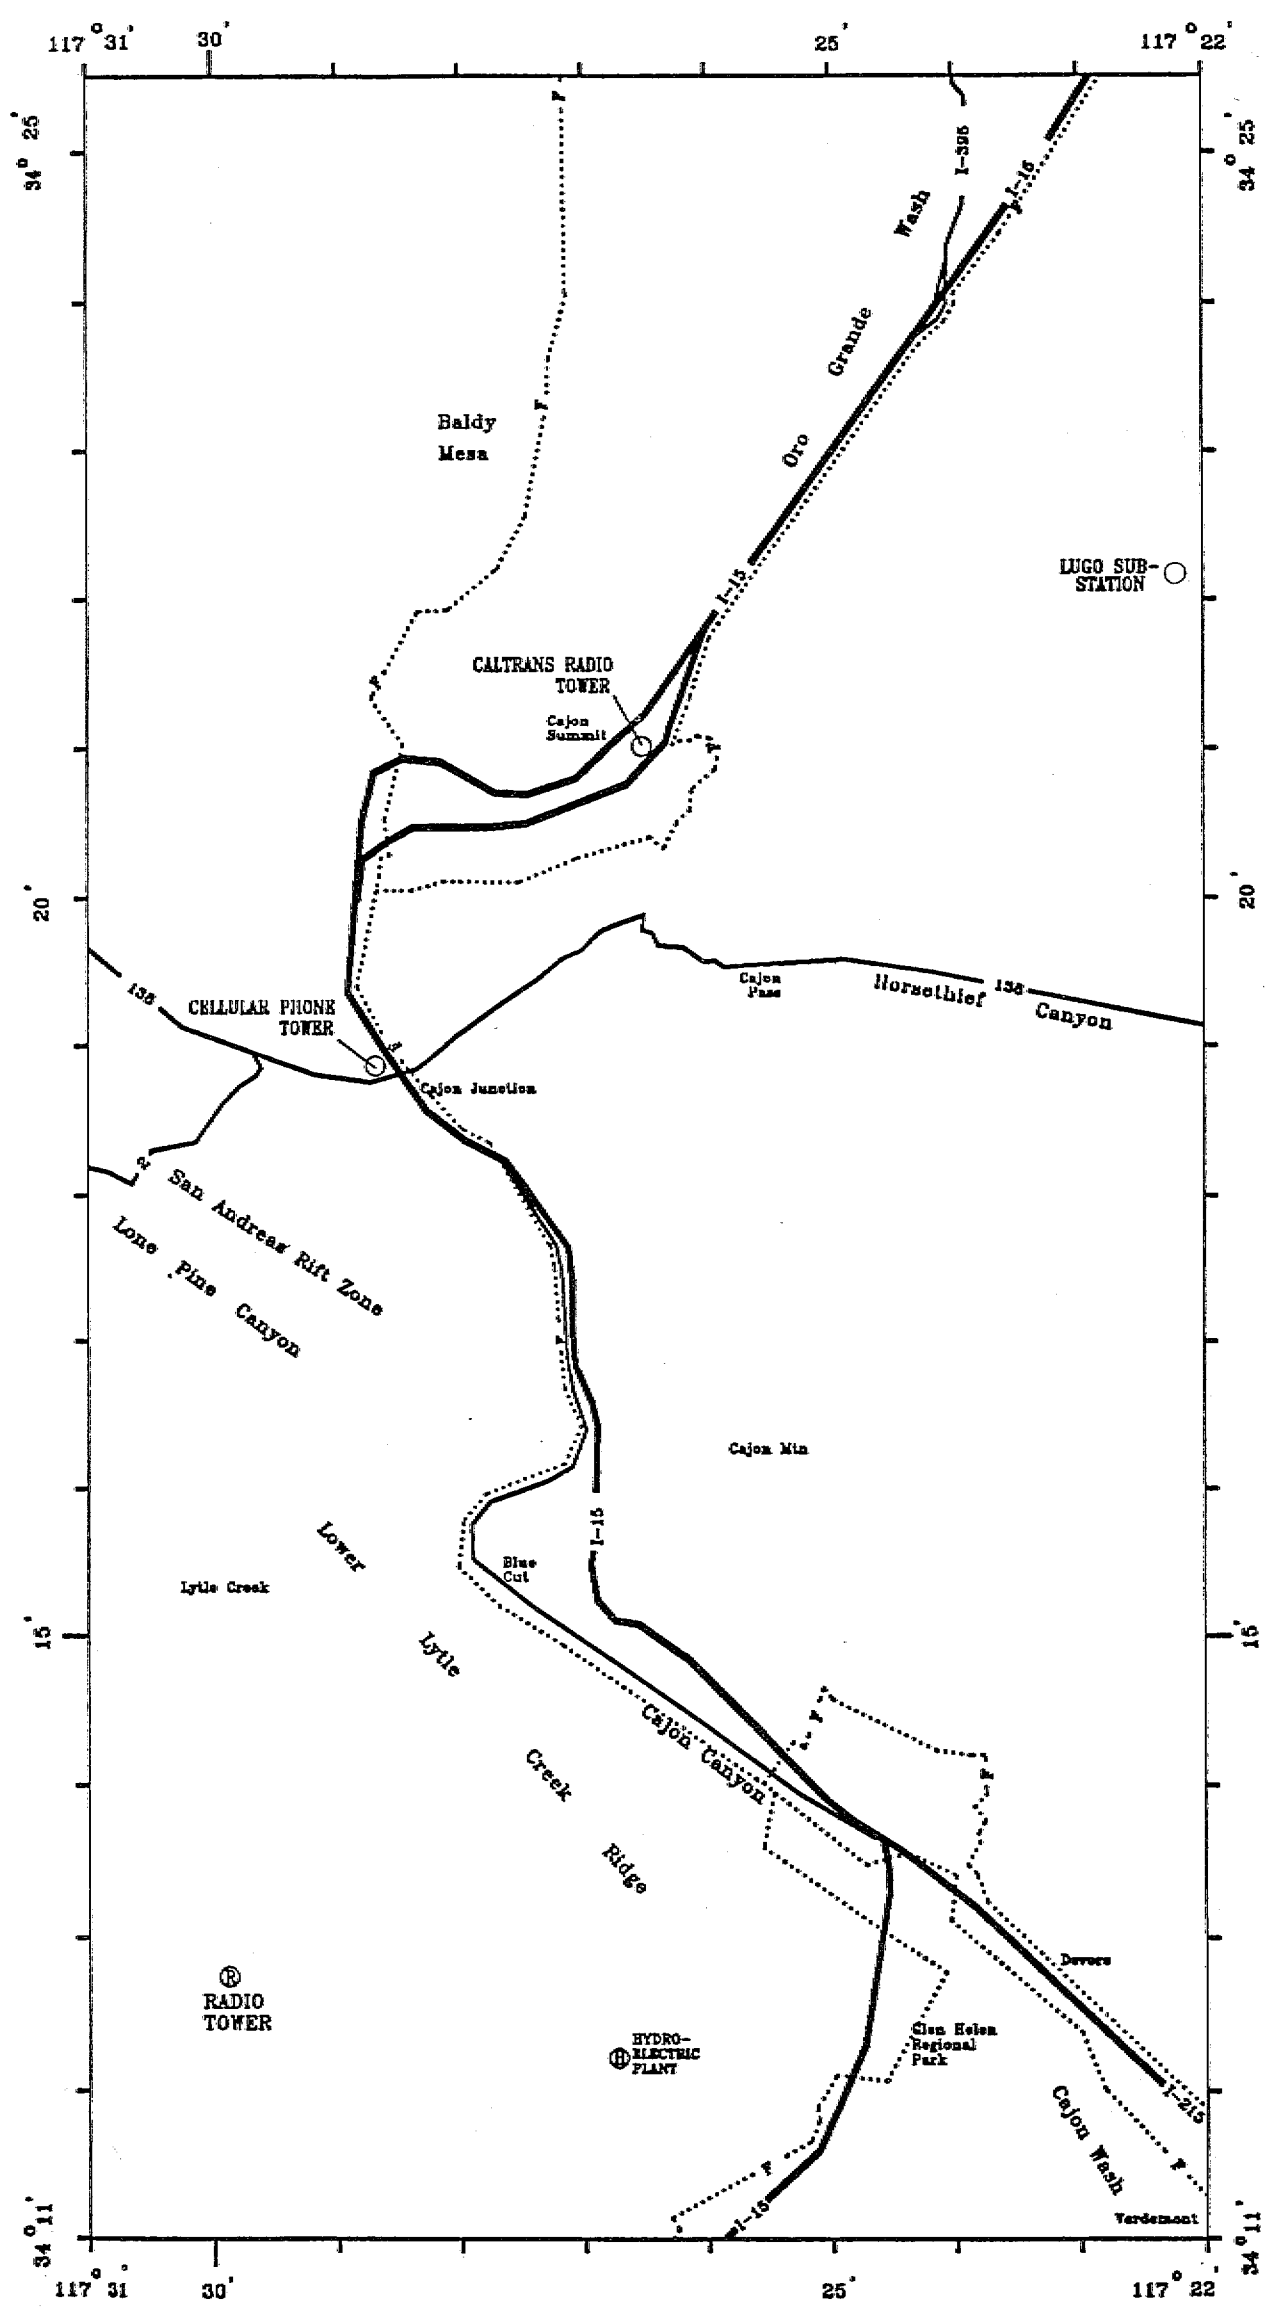 117° 31'
30'
25'
117° 22'
34° 25'
34° 25'
I-395
I-15
F
F
Wash
Grande
Oro
F
Baldy
Mesa
LUGO SUB-
STATION
I-15
CALTRANS RADIO
TOWER
F
Cajon
Summit
F
20'
20'
138
CELLULAR PHONE
TOWER
Cajon
Pass
Horsethief
138
Canyon
Cajon Junction
2
San Andreas Rift Zone
Lone Pine Canyon
F
Cajon Mtn
I-15
Lower
Blue
Cut
Lytle Creek
15'
15'
Lytle
Cajon Canyon
F
F
Creek
Ridge
Devore
R
RADIO
TOWER
H
HYDRO-
ELECTRIC
PLANT
Glen Helen
Regional
Park
I-215
Cajon Wash
F
F
I-15
Verdemont
34° 11'
34° 11'
117° 31'
30'
25'
117° 22'